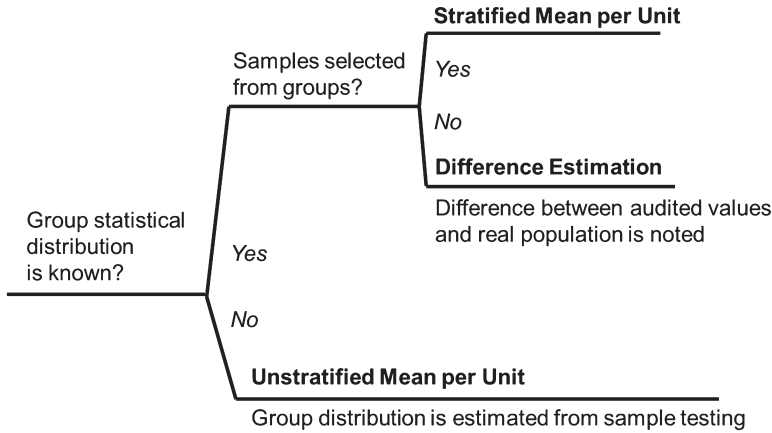 Stratified Mean per Unit
Samples selected
from groups?
Yes
No
Difference Estimation
Difference between audited values
and real population is noted
Group statistical
distribution
is known?
Yes
No
Unstratified Mean per Unit
Group distribution is estimated from sample testing